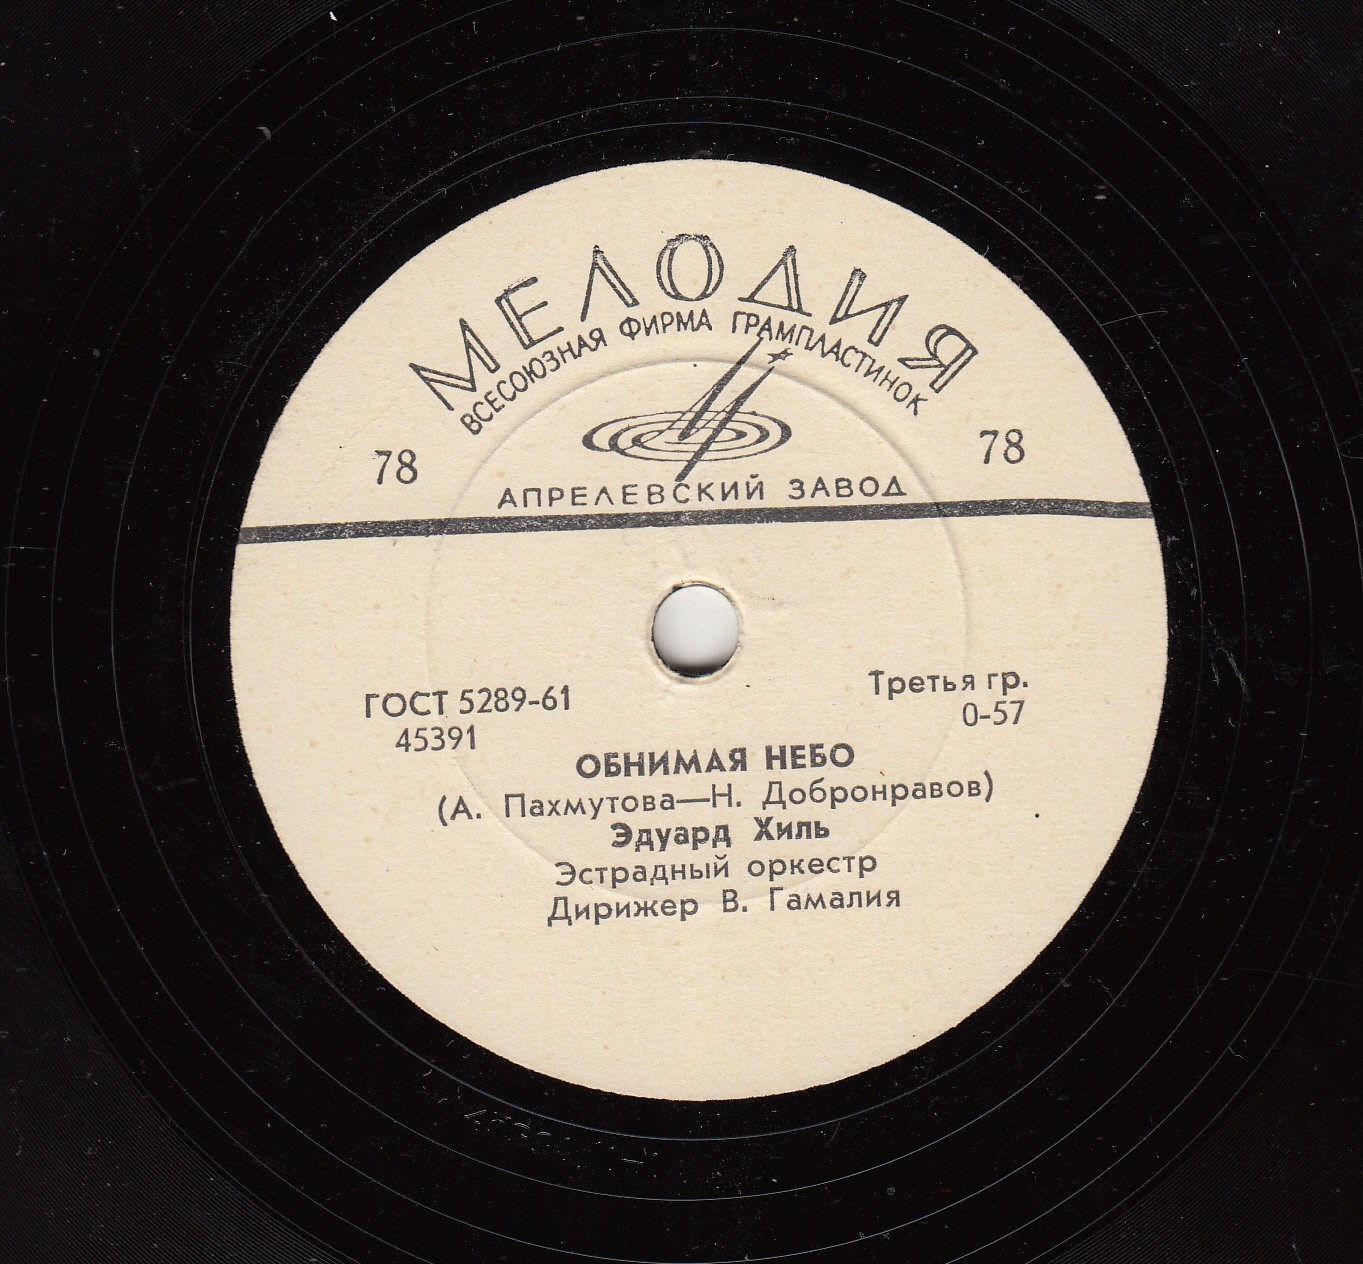 МЕЛОДИЯ
ВСЕСОЮЗНАЯ ФИРМА ГРАМПЛАСТИНОК
78
78
АПРЕЛЕВСКИЙ ЗАВОД
ГОСТ 5289-61
45391
Третья гр.
0-57
ОБНИМАЯ НЕБО
(А. Пахмутова—Н. Добронравов)
Эдуард Хиль
Эстрадный оркестр
Дирижер В. Гамалия